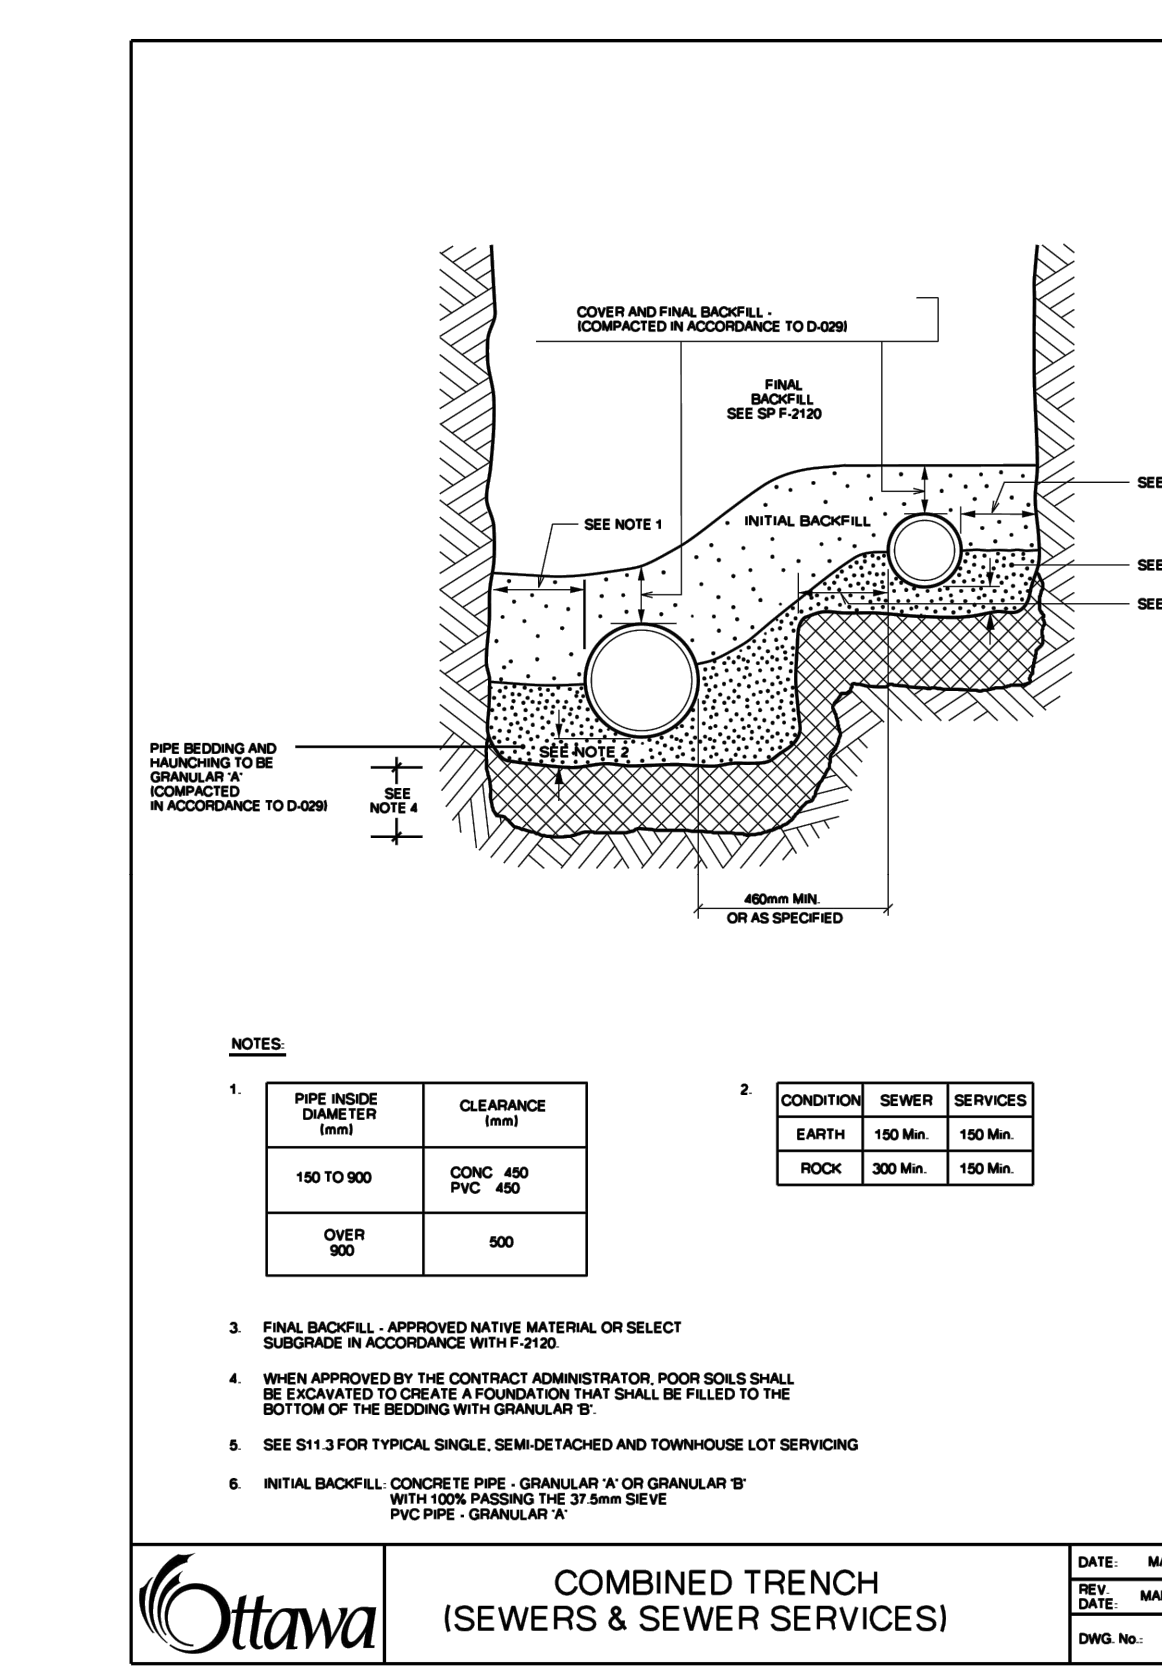 COVER AND FINAL BACKFILL -
(COMPACTED IN ACCORDANCE TO D-029)
FINAL
BACKFILL
SEE SP F-2120
SEE
INITIAL BACKFILL
SEE NOTE 1
SEE
SEE
PIPE BEDDING AND
HAUNCHING TO BE
GRANULAR "A"
(COMPACTED
IN ACCORDANCE TO D-029)
SEE NOTE 2
SEE
NOTE 4
460mm MIN.
OR AS SPECIFIED
NOTES:
1.
PIPE INSIDE
DIAMETER
(mm)
CLEARANCE
(mm)
150 TO 900
CONC 450
PVC 450
OVER
900
500
2.
CONDITION SEWER SERVICES
EARTH 150 Min. 150 Min.
ROCK 300 Min. 150 Min.
3. FINAL BACKFILL - APPROVED NATIVE MATERIAL OR SELECT
SUBGRADE IN ACCORDANCE WITH F-2120.
4. WHEN APPROVED BY THE CONTRACT ADMINISTRATOR, POOR SOILS SHALL
BE EXCAVATED TO CREATE A FOUNDATION THAT SHALL BE FILLED TO THE
BOTTOM OF THE BEDDING WITH GRANULAR "B".
5. SEE S11.3 FOR TYPICAL SINGLE, SEMI-DETACHED AND TOWNHOUSE LOT SERVICING
6. INITIAL BACKFILL: CONCRETE PIPE - GRANULAR "A" OR GRANULAR "B"
WITH 100% PASSING THE 37.5mm SIEVE
PVC PIPE - GRANULAR "A"
Ottawa
COMBINED TRENCH
(SEWERS & SEWER SERVICES)
DATE:
REV.
DATE:
DWG. No.: